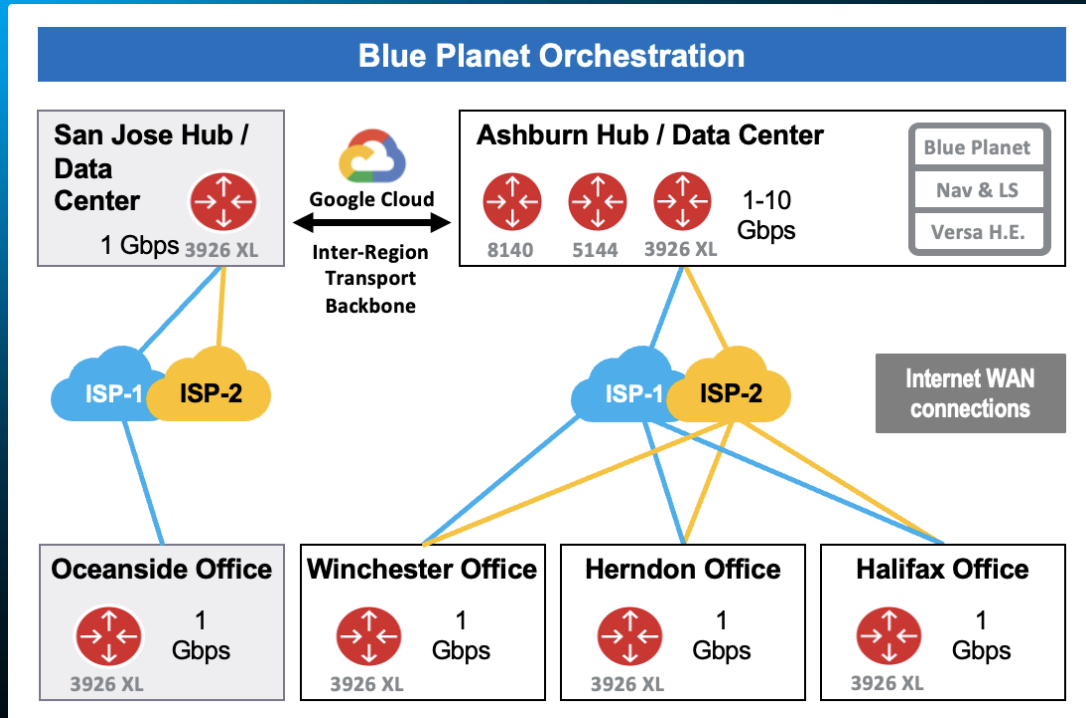 Blue Planet Orchestration
San Jose Hub /
Data
Center
1 Gbps
3926 XL
Google Cloud
Inter-Region
Transport
Backbone
Ashburn Hub / Data Center
8140
5144
3926 XL
1-10
Gbps
Blue Planet
Nav & LS
Versa H.E.
ISP-1
ISP-2
ISP-1
ISP-2
Internet WAN
connections
Oceanside Office
1
Gbps
3926 XL
Winchester Office
1
Gbps
3926 XL
Herndon Office
1
Gbps
3926 XL
Halifax Office
1
Gbps
3926 XL